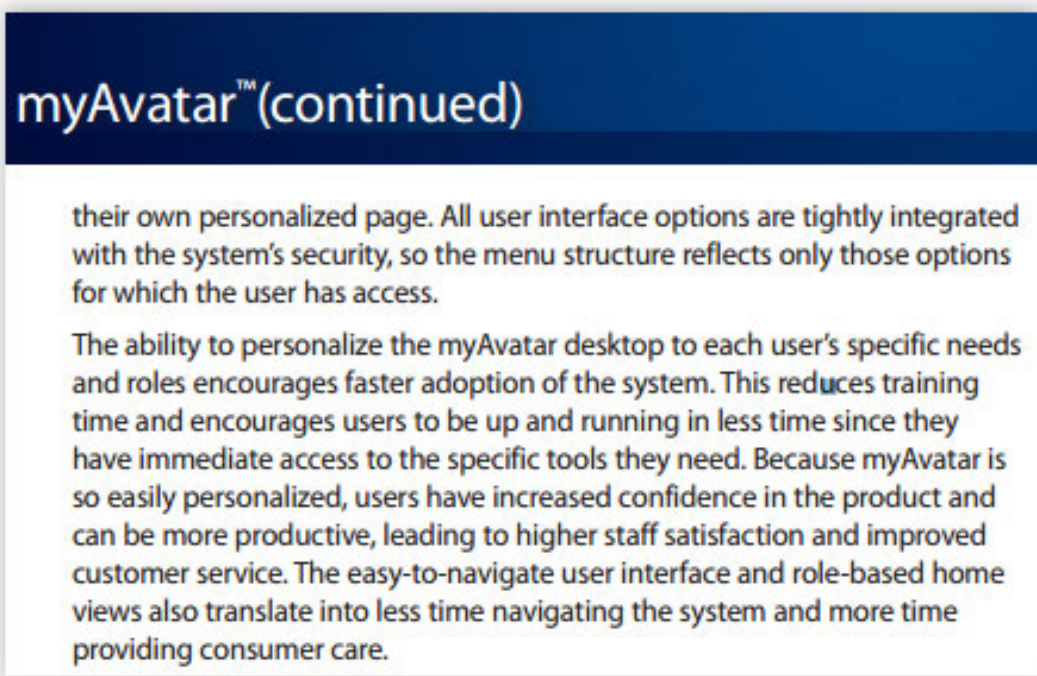 myAvatar™(continued)
their own personalized page. All user interface options are tightly integrated
with the system's security, so the menu structure reflects only those options
for which the user has access.
The ability to personalize the myAvatar desktop to each user's specific needs
and roles encourages faster adoption of the system. This reduces training
time and encourages users to be up and running in less time since they
have immediate access to the specific tools they need. Because myAvatar is
so easily personalized, users have increased confidence in the product and
can be more productive, leading to higher staff satisfaction and improved
customer service. The easy-to-navigate user interface and role-based home
views also translate into less time navigating the system and more time
providing consumer care.